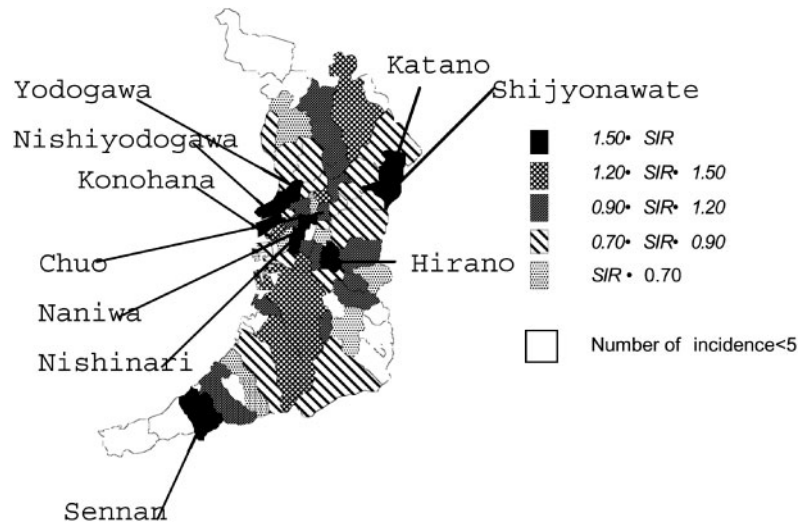 Katano
Yodogawa
Shijyonawate
Nishiyodogawa
Konohana
Chuo
Hirano
Naniwa
Nishinari
Sennan
1.50• SIR
1.20• SIR• 1.50
0.90• SIR• 1.20
0.70• SIR• 0.90
SIR • 0.70
Number of incidence<5